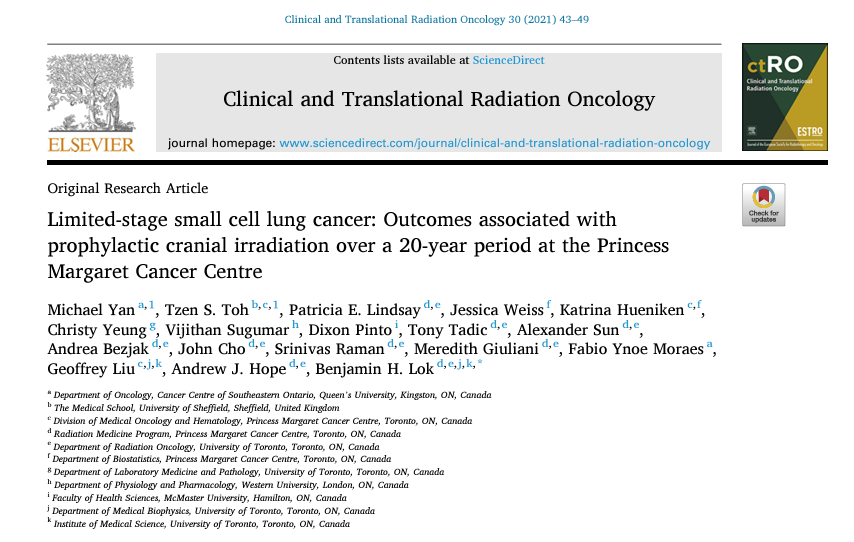 Clinical and Translational Radiation Oncology 30 (2021) 43–49
Contents lists available at ScienceDirect
Clinical and Translational Radiation Oncology
journal homepage: www.sciencedirect.com/journal/clinical-and-translational-radiation-oncology
ELSEVIER
ctRO
Clinical and Translational
Radiation Oncology
ESTRO
Original Research Article
Check for
updates
Limited-stage small cell lung cancer: Outcomes associated with
prophylactic cranial irradiation over a 20-year period at the Princess
Margaret Cancer Centre
Michael Yan a,1, Tzen S. Toh b,c,1, Patricia E. Lindsay d,e, Jessica Weiss f, Katrina Hueniken c,f,
Christy Yeung g, Vijithan Sugumar h, Dixon Pinto i, Tony Tadic d,e, Alexander Sun d,e,
Andrea Bezjak d,e, John Cho d,e, Srinivas Raman d,e, Meredith Giuliani d,e, Fabio Ynoe Moraes a,
Geoffrey Liu c,j,k, Andrew J. Hope d,e, Benjamin H. Lok d,e,j,k,*
a Department of Oncology, Cancer Centre of Southeastern Ontario, Queen's University, Kingston, ON, Canada
b The Medical School, University of Sheffield, Sheffield, United Kingdom
c Division of Medical Oncology and Hematology, Princess Margaret Cancer Centre, Toronto, ON, Canada
d Radiation Medicine Program, Princess Margaret Cancer Centre, Toronto, ON, Canada
e Department of Radiation Oncology, University of Toronto, Toronto, ON, Canada
f Department of Biostatistics, Princess Margaret Cancer Centre, Toronto, ON, Canada
g Department of Laboratory Medicine and Pathology, University of Toronto, Toronto, ON, Canada
h Department of Physiology and Pharmacology, Western University, London, ON, Canada
i Faculty of Health Sciences, McMaster University, Hamilton, ON, Canada
j Department of Medical Biophysics, University of Toronto, Toronto, ON, Canada
k Institute of Medical Science, University of Toronto, Toronto, ON, Canada